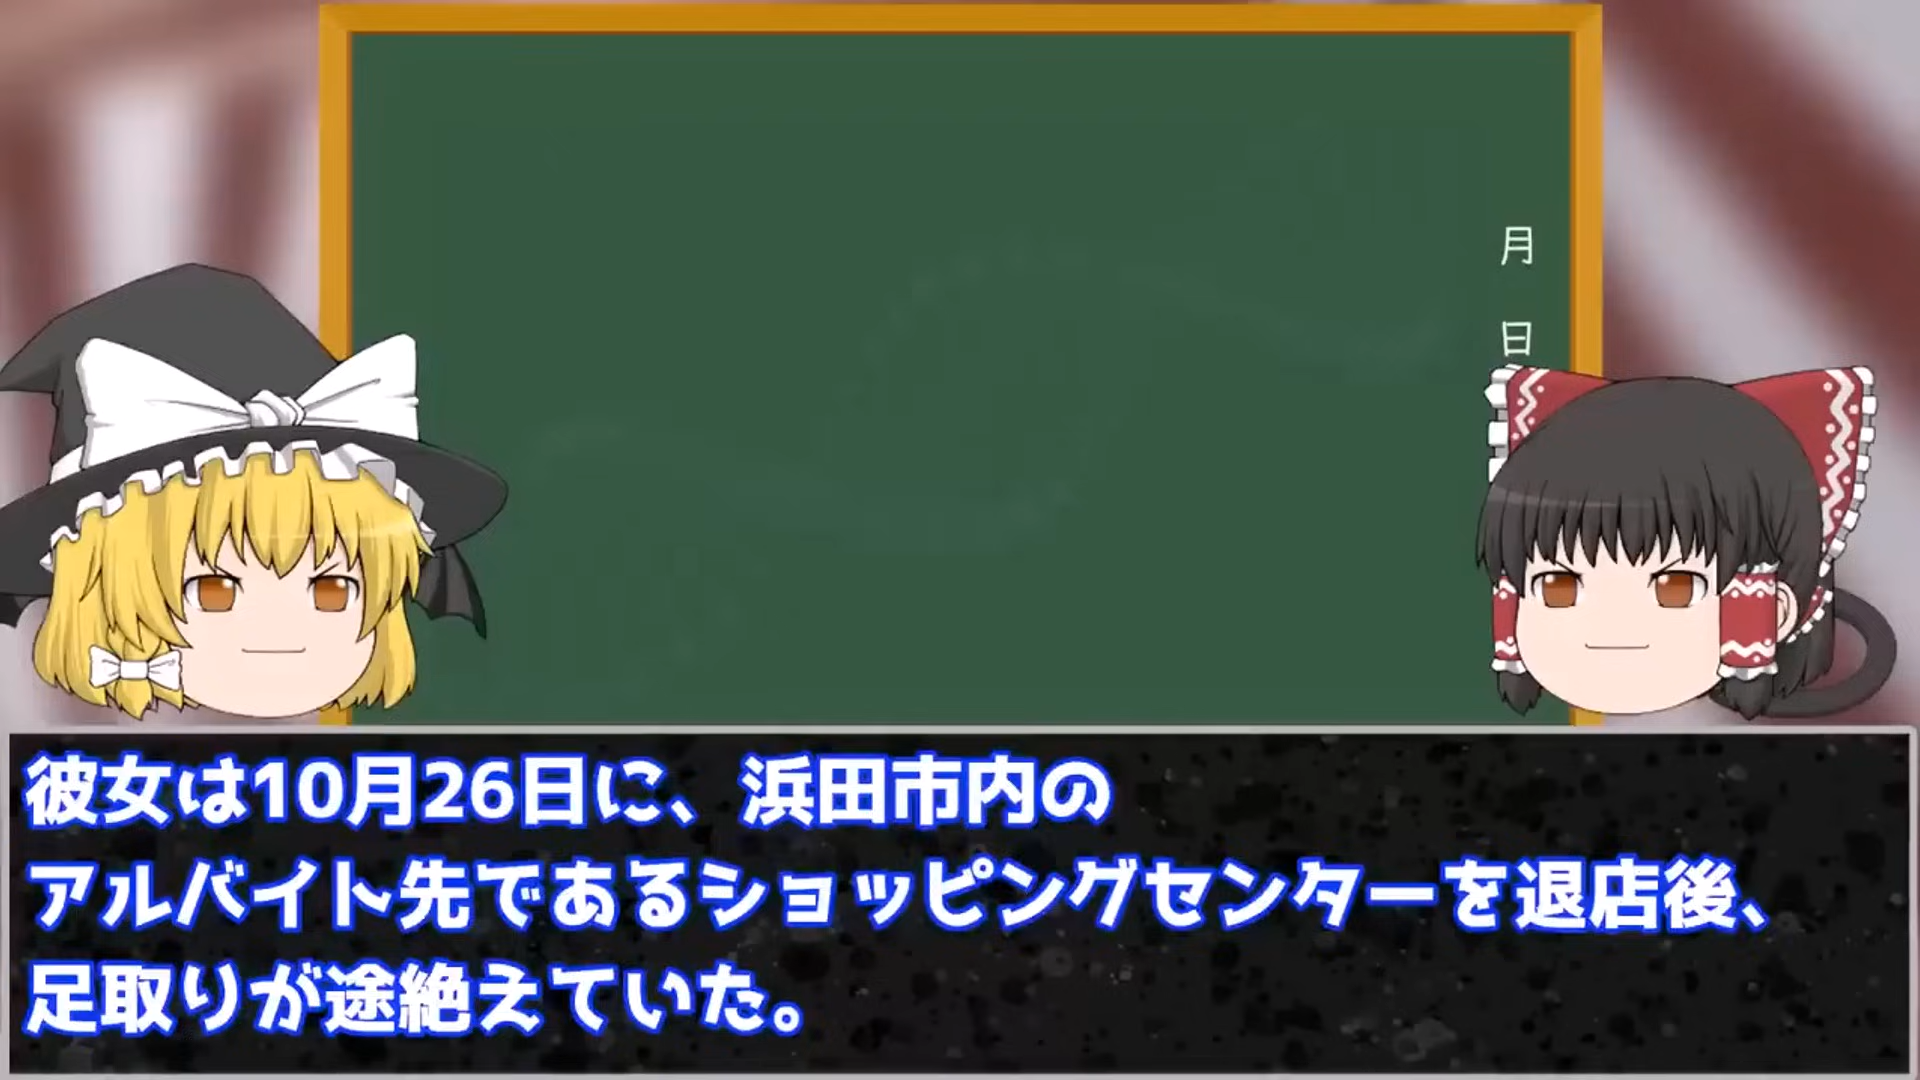 月
日
彼女は10月26日に、浜田市内の
アルバイト先であるショッピングセンターを退店後、
足取りが途絶えていた。